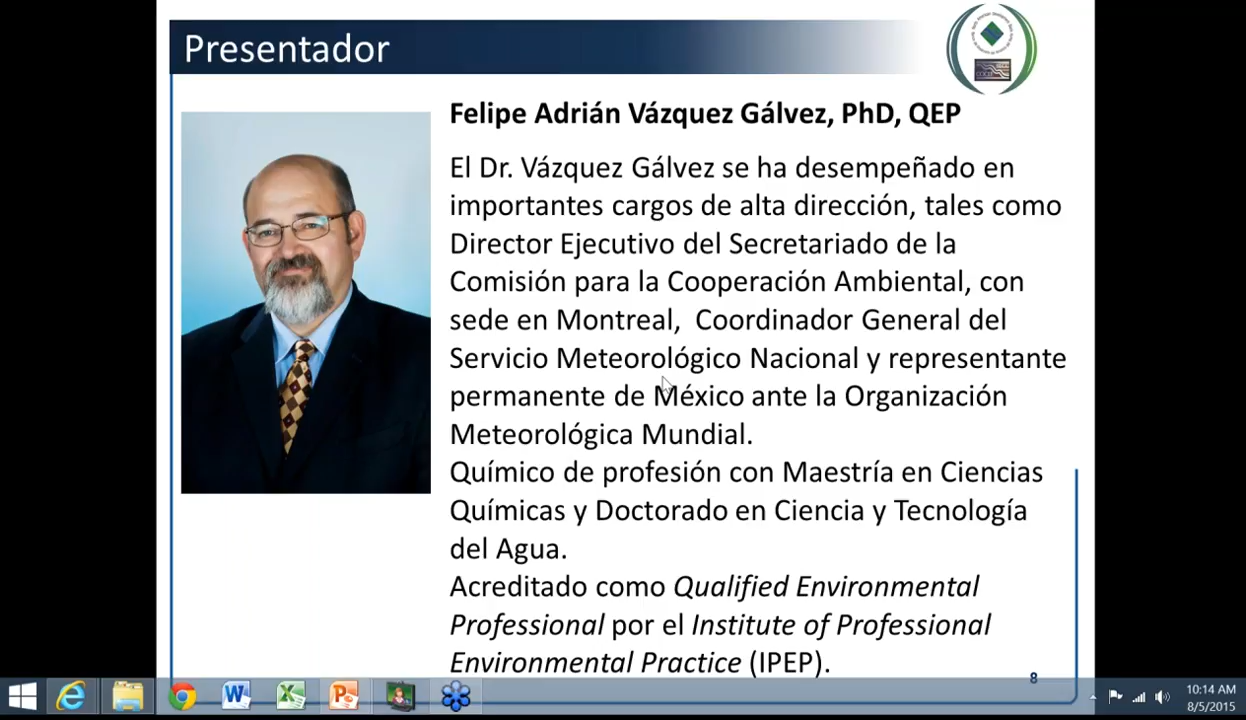 Presentador
Felipe Adrián Vázquez Gálvez, PhD, QEP
El Dr. Vázquez Gálvez se ha desempeñado en
importantes cargos de alta dirección, tales como
Director Ejecutivo del Secretariado de la
Comisión para la Cooperación Ambiental, con
sede en Montreal, Coordinador General del
Servicio Meteorológico Nacional y representante
permanente de México ante la Organización
Meteorológica Mundial.
Químico de profesión con Maestría en Ciencias
Químicas y Doctorado en Ciencia y Tecnología
del Agua.
Acreditado como Qualified Environmental
Professional por el Institute of Professional
Environmental Practice (IPEP).
8
10:14 AM
8/5/2015